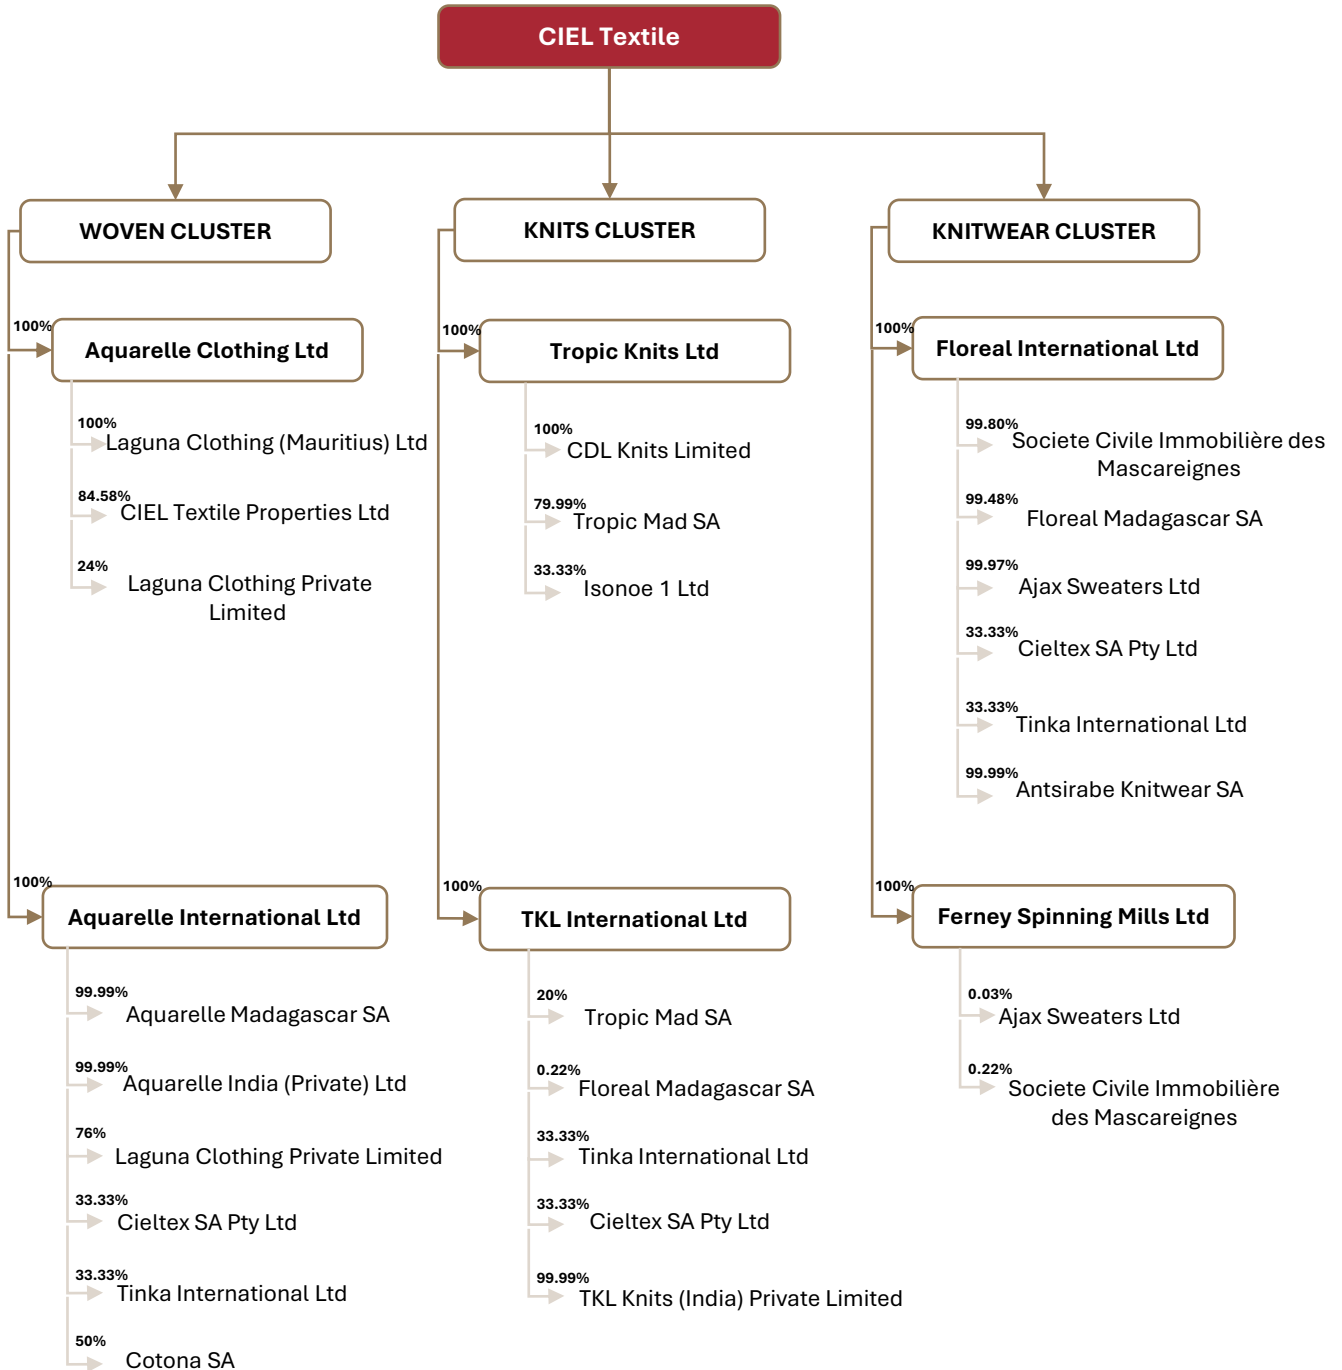 CIEL Textile
WOVEN CLUSTER
100%
Aquarelle Clothing Ltd
100%
Laguna Clothing (Mauritius) Ltd
84.58%
CIEL Textile Properties Ltd
24%
Laguna Clothing Private
Limited
100%
Aquarelle International Ltd
99.99%
Aquarelle Madagascar SA
99.99%
Aquarelle India (Private) Ltd
76%
Laguna Clothing Private Limited
33.33%
Cieltex SA Pty Ltd
33.33%
Tinka International Ltd
50%
Cotona SA
KNITS CLUSTER
100%
Tropic Knits Ltd
100%
CDL Knits Limited
79.99%
Tropic Mad SA
33.33%
Isonoe 1 Ltd
100%
TKL International Ltd
20%
Tropic Mad SA
0.22%
Floreal Madagascar SA
33.33%
Tinka International Ltd
33.33%
Cieltex SA Pty Ltd
99.99%
TKL Knits (India) Private Limited
KNITWEAR CLUSTER
100%
Floreal International Ltd
99.80%
Societe Civile Immobilière des
Mascareignes
99.48%
Floreal Madagascar SA
99.97%
Ajax Sweaters Ltd
33.33%
Cieltex SA Pty Ltd
33.33%
Tinka International Ltd
99.99%
Antsirabe Knitwear SA
100%
Ferney Spinning Mills Ltd
0.03%
Ajax Sweaters Ltd
0.22%
Societe Civile Immobilière
des Mascareignes